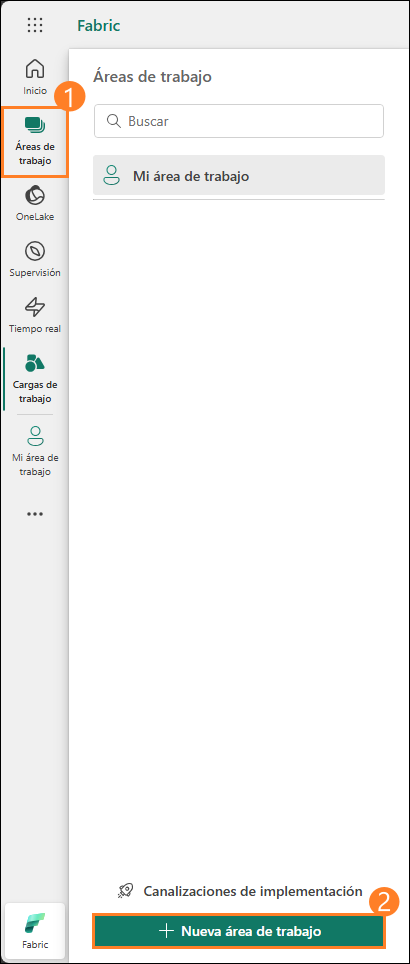 Fabric
Inicio
1
Áreas de
trabajo
OneLake
Supervisión
Tiempo real
Cargas de
trabajo
Mi área de
trabajo
Fabric
Áreas de trabajo
Buscar
Mi área de trabajo
Canalizaciones de implementación
2
Nueva área de trabajo